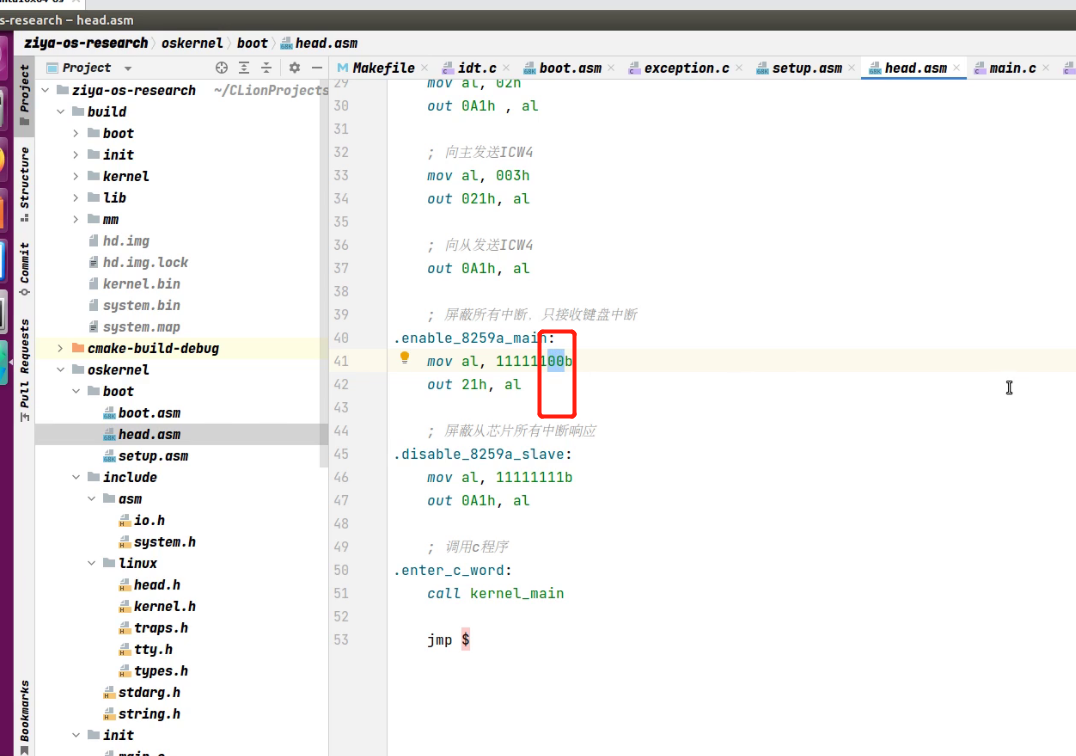 s-research – head.asm
ziya-os-research oskernel boot head.asm
Project
Makefile idt.c boot.asm exception.c setup.asm head.asm main.c
Project
Structure
Commit
Pull Requests
Bookmarks
ziya-os-research ~/CLionProjects
build
boot
init
kernel
lib
mm
hd.img
hd.img.lock
kernel.bin
system.bin
system.map
cmake-build-debug
oskernel
boot
boot.asm
head.asm
setup.asm
include
asm
io.h
system.h
linux
head.h
kernel.h
traps.h
tty.h
types.h
stdarg.h
string.h
init
main.c
29 mov al, 02h
30 out 0A1h , al
31
32 ; 向主发送ICW4
33 mov al, 003h
34 out 021h, al
35
36 ; 向从发送ICW4
37 out 0A1h, al
38
39 ; 屏蔽所有中断、只接收键盘中断
40 .enable_8259a_main:
41 mov al, 11111100b
42 out 21h, al
43
44 ; 屏蔽从芯片所有中断响应
45 .disable_8259a_slave:
46 mov al, 11111111b
47 out 0A1h, al
48
49 ; 调用c程序
50 .enter_c_word:
51 call kernel_main
52
53 jmp $